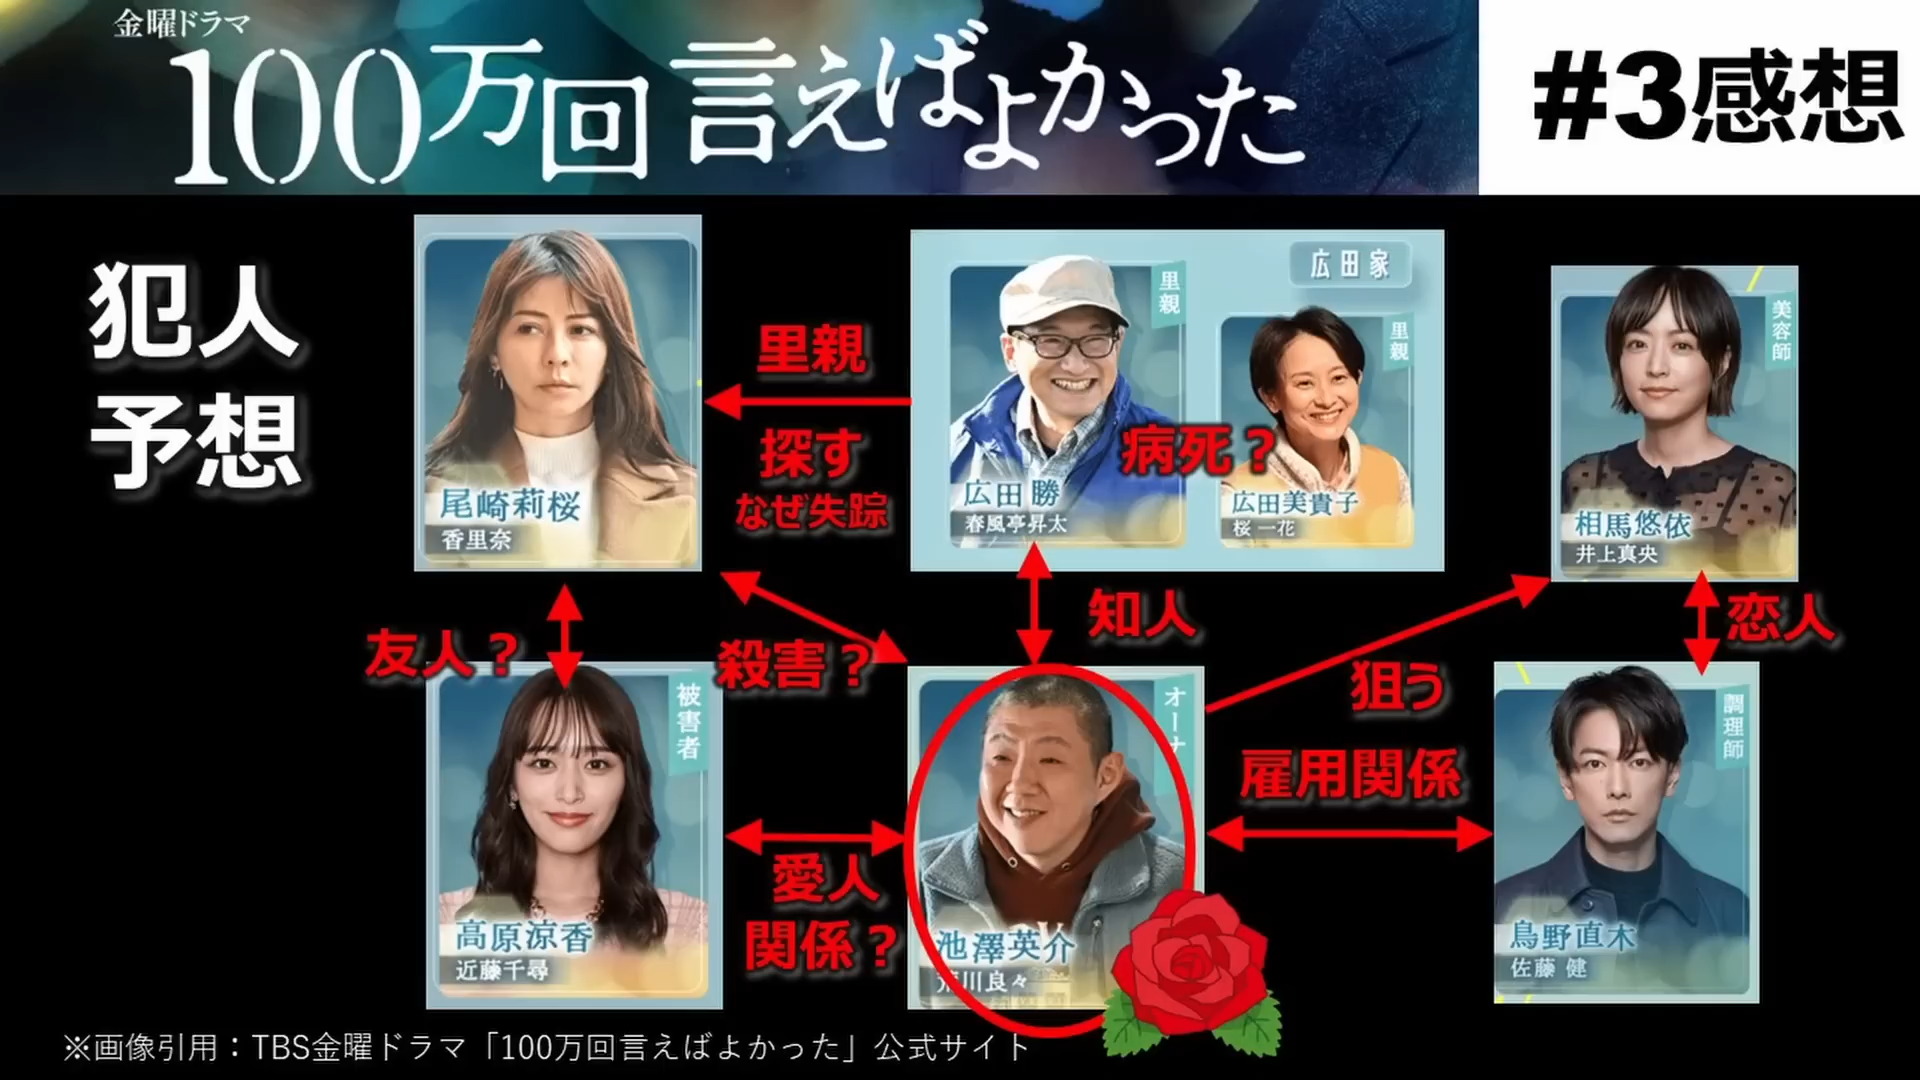 金曜ドラマ
100万回 言えばよかった
#3感想
犯人
予想
尾崎莉桜
香里奈
里親
探す
なぜ失踪
広田家
里親
広田 勝
春風亭昇太
病死？
里親
広田美貴子
桜 一花
美容師
相馬悠依
井上真央
友人？
殺害？
知人
狙う
恋人
被害者
高原涼香
近藤千尋
愛人
関係？
オーナ
池澤英介
川良々
雇用関係
調理師
鳥野直木
佐藤 健
※画像引用：TBS金曜ドラマ「100万回言えばよかった」公式サイト